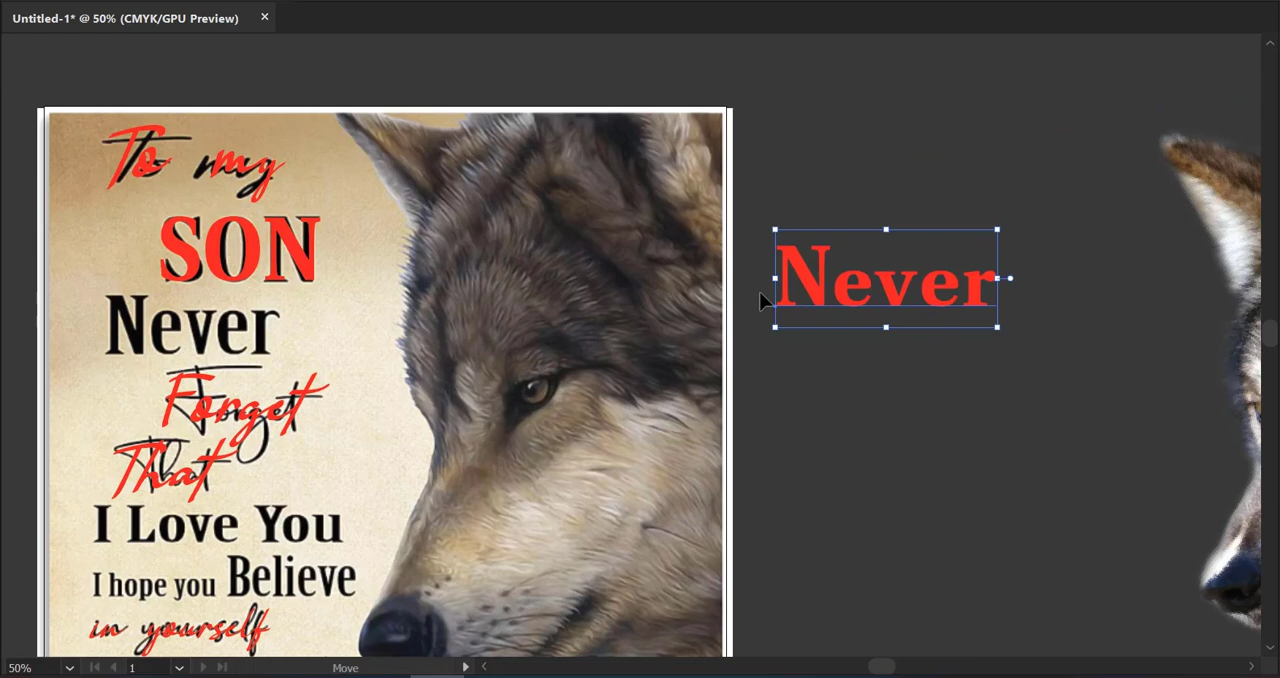 Untitled-1* @ 50% (CMYK/GPU Preview)
To my
SON
Never
Forget
That
I Love You
I hope you Believe
in yourself
Never
50%
1
Move